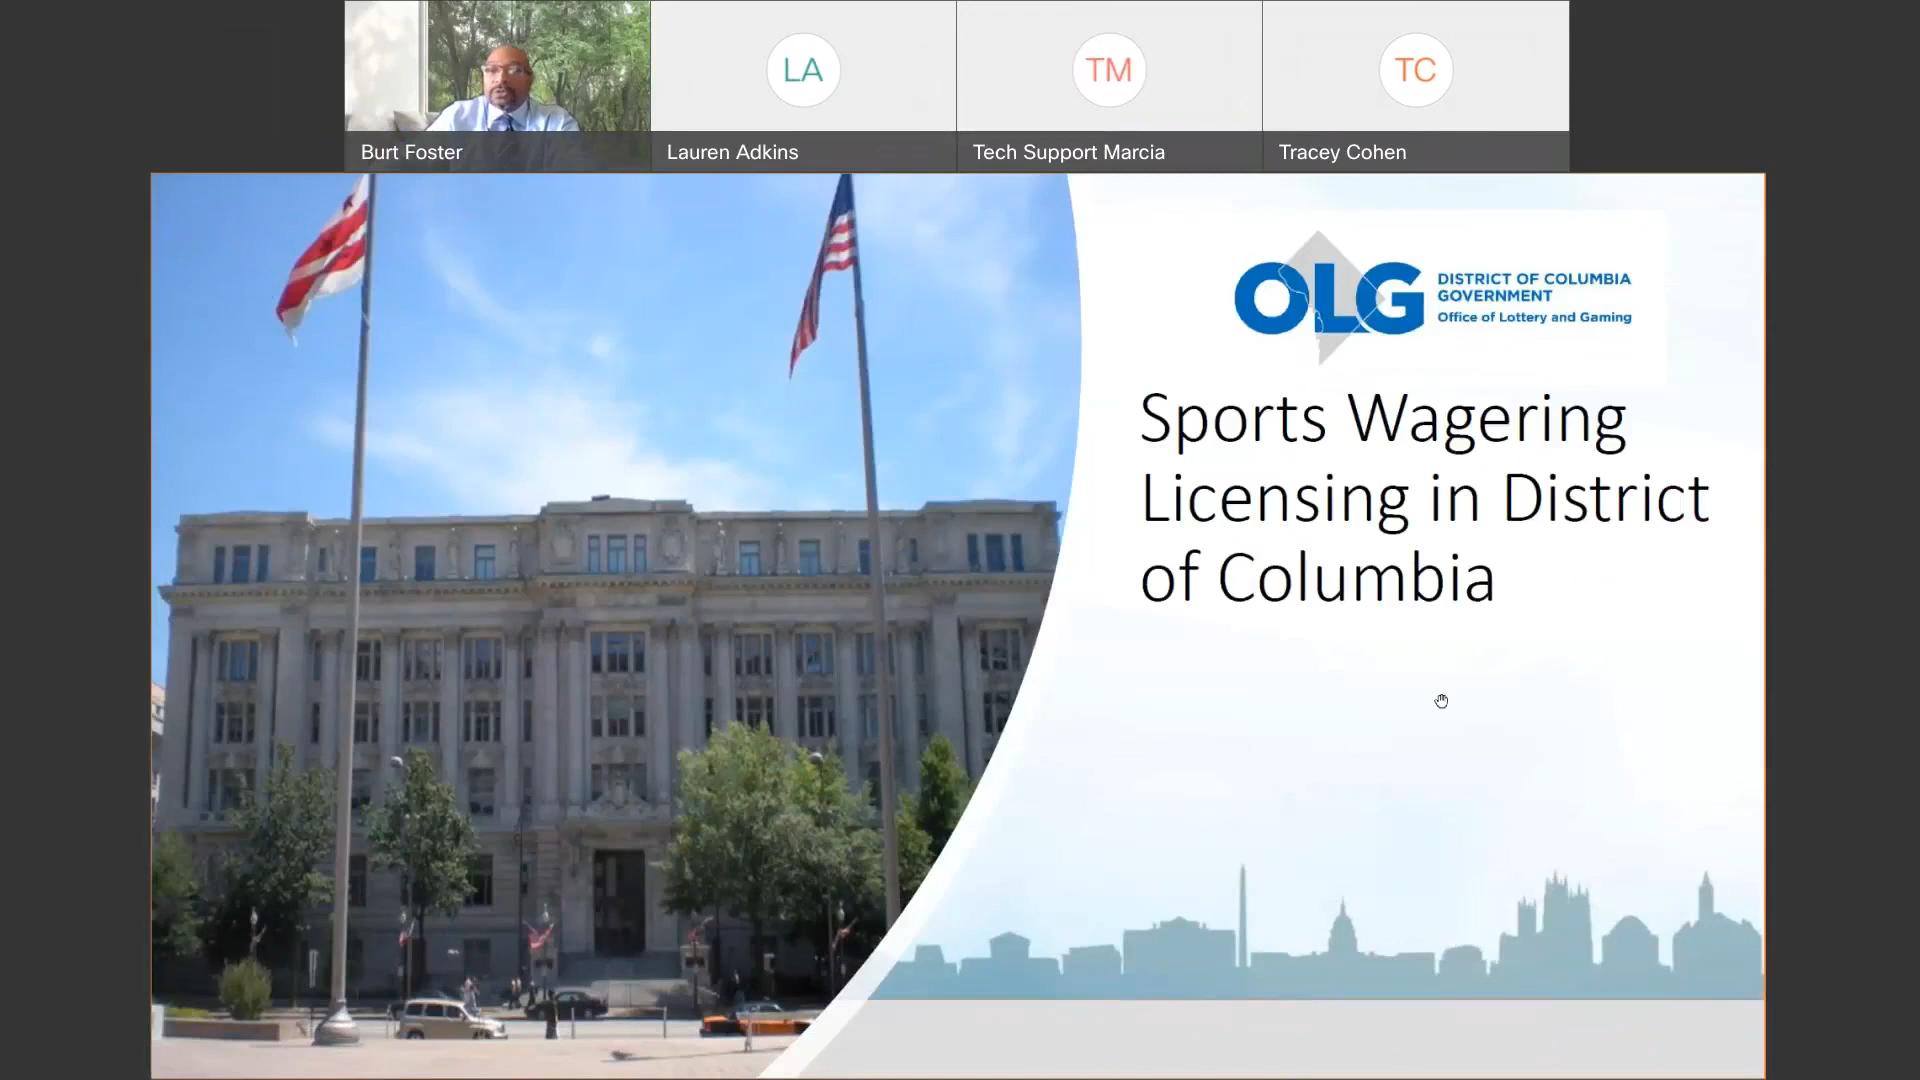 LA
TM
TC
Burt Foster
Lauren Adkins
Tech Support Marcia
Tracey Cohen
OLG
DISTRICT OF COLUMBIA
GOVERNMENT
Office of Lottery and Gaming
Sports Wagering
Licensing in District
of Columbia